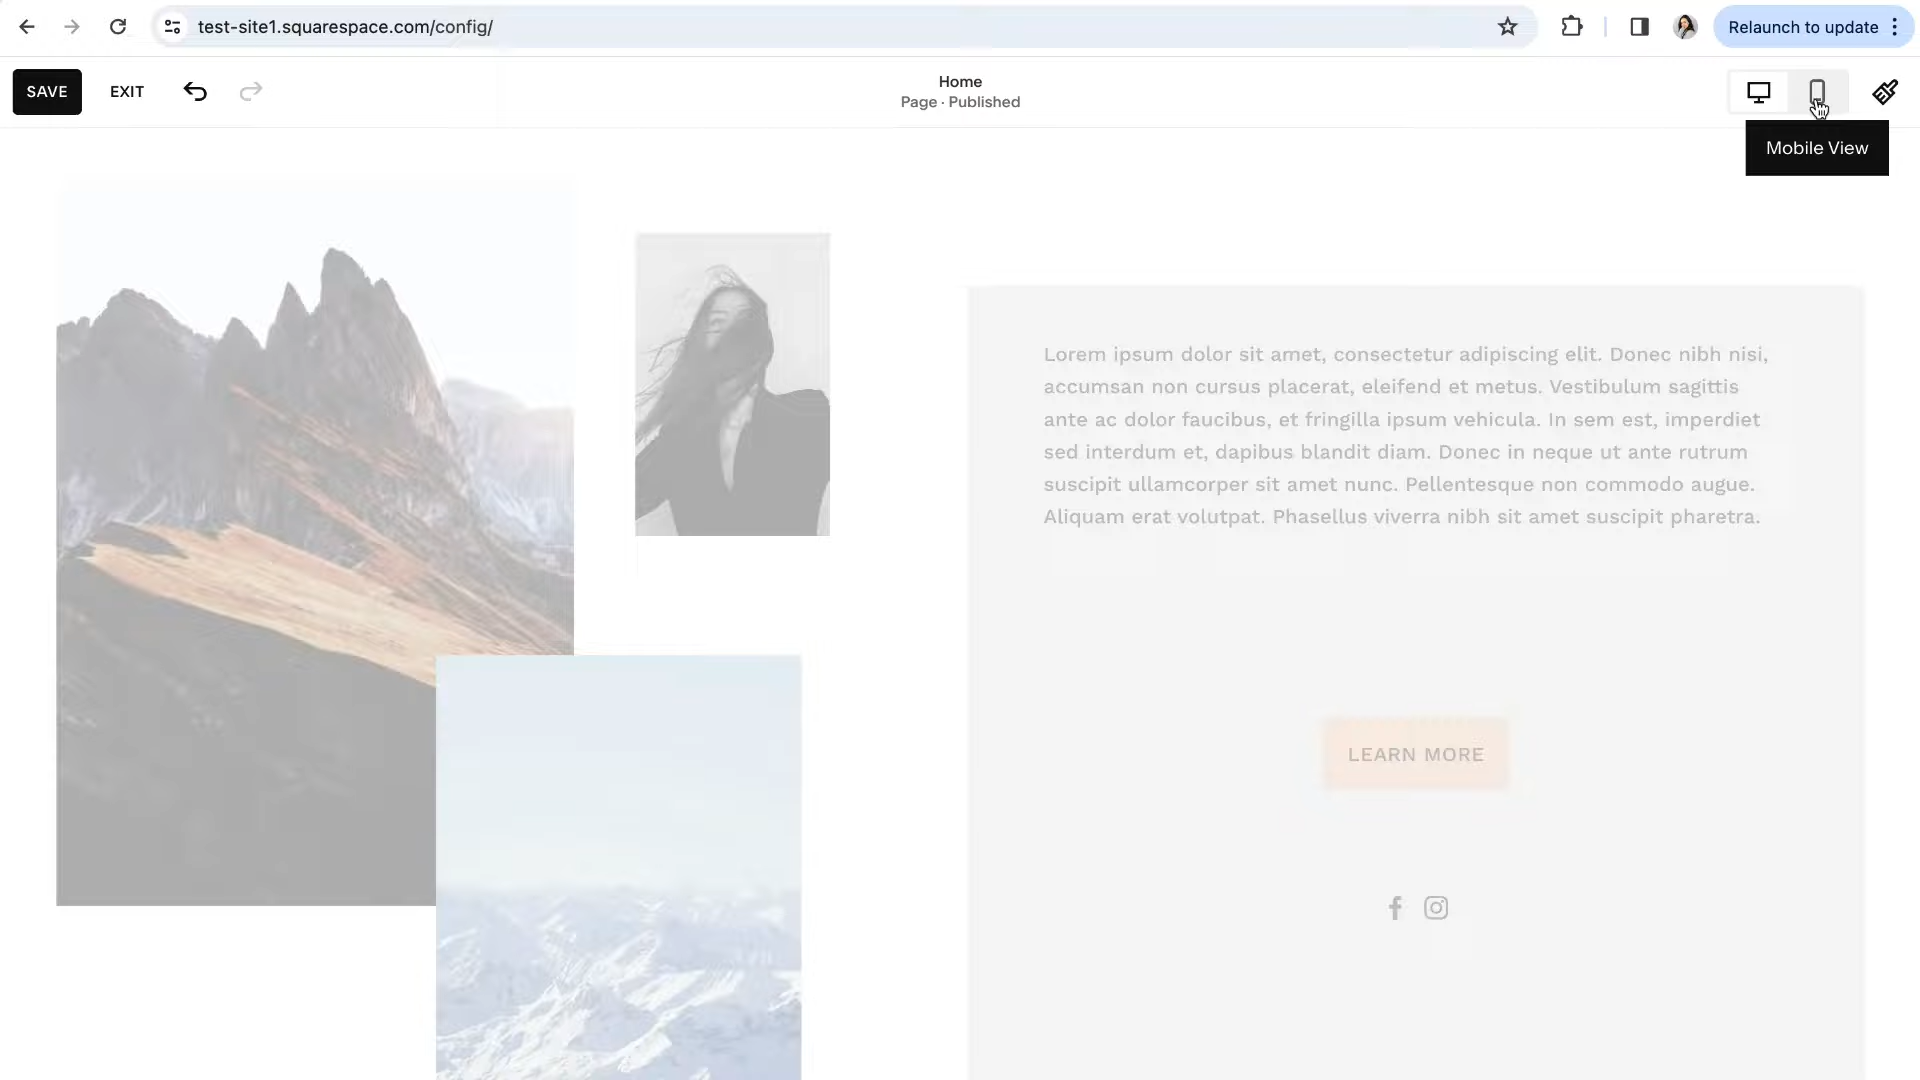 test-site1.squarespace.com/config/
Relaunch to update
SAVE
EXIT
Home
Page · Published
Mobile View
Lorem ipsum dolor sit amet, consectetur adipiscing elit. Donec nibh nisi,
accumsan non cursus placerat, eleifend et metus. Vestibulum sagittis
ante ac dolor faucibus, et fringilla ipsum vehicula. In sem est, imperdiet
sed interdum et, dapibus blandit diam. Donec in neque ut ante rutrum
suscipit ullamcorper sit amet nunc. Pellentesque non commodo augue.
Aliquam erat volutpat. Phasellus viverra nibh sit amet suscipit pharetra.
LEARN MORE